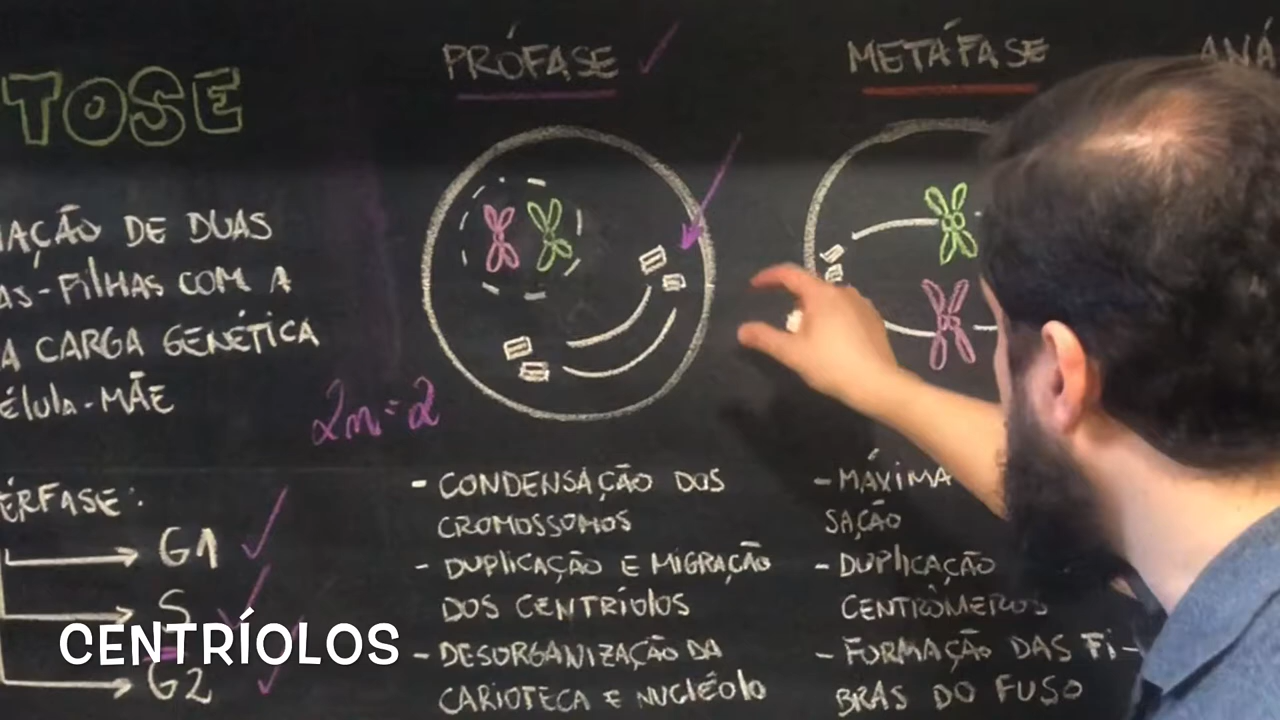 TOSE
AÇÃO DE DUAS
AS-FILHAS COM A
A CARGA GENÉTICA
élula-MÃE
2n=2
ÉRFASE:
G1
S
G2
PRÓFASE
- CONDENSAÇÃO DOS
CROMOSSOMOS
- DUPLICAÇÃO E MIGRAÇÃO
DOS CENTRÍOLOS
- DESORGANIZAÇÃO DA
CARIOTECA E NUCLÉOLO
METÁFASE
- MÁXIMA
SAÇÃO
- DUPLICAÇÃO
CENTRÔMEROS
- FORMAÇÃO DAS FI-
BRAS DO FUSO
ANÁ
CENTRÍOLOS